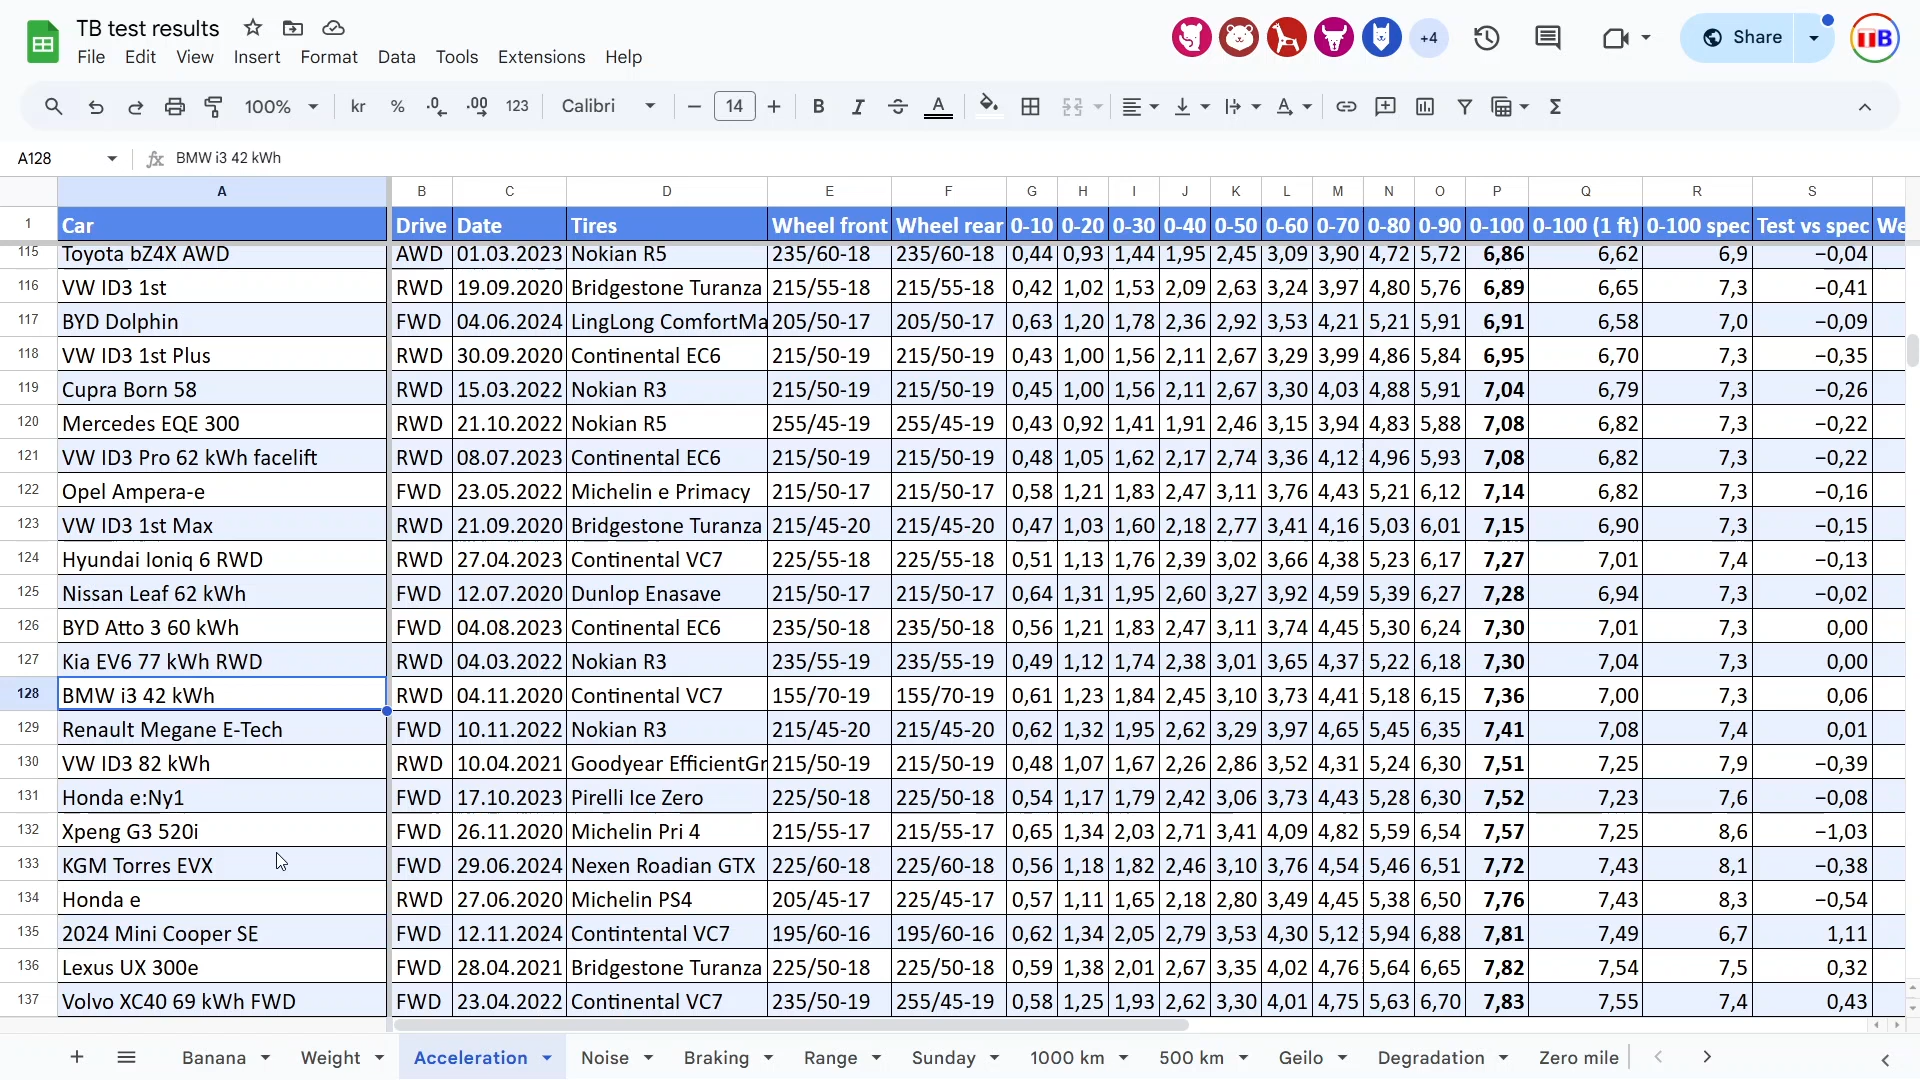 TB test results
+4
Share
TTB
File Edit View Insert Format Data Tools Extensions Help
100% kr % .0 .00 123 Calibri 14 B I S A
A128 fx BMW i3 42 kWh
A B C D E F G H I J K L M N O P Q R S
1 Car Drive Date Tires Wheel front Wheel rear 0-10 0-20 0-30 0-40 0-50 0-60 0-70 0-80 0-90 0-100 0-100 (1 ft) 0-100 spec Test vs spec We
115 Toyota bZ4X AWD AWD 01.03.2023 Nokian R5 235/60-18 235/60-18 0,44 0,93 1,44 1,95 2,45 3,09 3,90 4,72 5,72 6,86 6,62 6,9 −0,04
116 VW ID3 1st RWD 19.09.2020 Bridgestone Turanza 215/55-18 215/55-18 0,42 1,02 1,53 2,09 2,63 3,24 3,97 4,80 5,76 6,89 6,65 7,3 −0,41
117 BYD Dolphin FWD 04.06.2024 LingLong ComfortMa 205/50-17 205/50-17 0,63 1,20 1,78 2,36 2,92 3,53 4,21 5,21 5,91 6,91 6,58 7,0 −0,09
118 VW ID3 1st Plus RWD 30.09.2020 Continental EC6 215/50-19 215/50-19 0,43 1,00 1,56 2,11 2,67 3,29 3,99 4,86 5,84 6,95 6,70 7,3 −0,35
119 Cupra Born 58 RWD 15.03.2022 Nokian R3 215/50-19 215/50-19 0,45 1,00 1,56 2,11 2,67 3,30 4,03 4,88 5,91 7,04 6,79 7,3 −0,26
120 Mercedes EQE 300 RWD 21.10.2022 Nokian R5 255/45-19 255/45-19 0,43 0,92 1,41 1,91 2,46 3,15 3,94 4,83 5,88 7,08 6,82 7,3 −0,22
121 VW ID3 Pro 62 kWh facelift RWD 08.07.2023 Continental EC6 215/50-19 215/50-19 0,48 1,05 1,62 2,17 2,74 3,36 4,12 4,96 5,93 7,08 6,82 7,3 −0,22
122 Opel Ampera-e FWD 23.05.2022 Michelin e Primacy 215/50-17 215/50-17 0,58 1,21 1,83 2,47 3,11 3,76 4,43 5,21 6,12 7,14 6,82 7,3 −0,16
123 VW ID3 1st Max RWD 21.09.2020 Bridgestone Turanza 215/45-20 215/45-20 0,47 1,03 1,60 2,18 2,77 3,41 4,16 5,03 6,01 7,15 6,90 7,3 −0,15
124 Hyundai Ioniq 6 RWD RWD 27.04.2023 Continental VC7 225/55-18 225/55-18 0,51 1,13 1,76 2,39 3,02 3,66 4,38 5,23 6,17 7,27 7,01 7,4 −0,13
125 Nissan Leaf 62 kWh FWD 12.07.2020 Dunlop Enasave 215/50-17 215/50-17 0,64 1,31 1,95 2,60 3,27 3,92 4,59 5,39 6,27 7,28 6,94 7,3 −0,02
126 BYD Atto 3 60 kWh FWD 04.08.2023 Continental EC6 235/50-18 235/50-18 0,56 1,21 1,83 2,47 3,11 3,74 4,45 5,30 6,24 7,30 7,01 7,3 0,00
127 Kia EV6 77 kWh RWD RWD 04.03.2022 Nokian R3 235/55-19 235/55-19 0,49 1,12 1,74 2,38 3,01 3,65 4,37 5,22 6,18 7,30 7,04 7,3 0,00
128 BMW i3 42 kWh RWD 04.11.2020 Continental VC7 155/70-19 155/70-19 0,61 1,23 1,84 2,45 3,10 3,73 4,41 5,18 6,15 7,36 7,00 7,3 0,06
129 Renault Megane E-Tech FWD 10.11.2022 Nokian R3 215/45-20 215/45-20 0,62 1,32 1,95 2,62 3,29 3,97 4,65 5,45 6,35 7,41 7,08 7,4 0,01
130 VW ID3 82 kWh RWD 10.04.2021 Goodyear EfficientGr 215/50-19 215/50-19 0,48 1,07 1,67 2,26 2,86 3,52 4,31 5,24 6,30 7,51 7,25 7,9 −0,39
131 Honda e:Ny1 FWD 17.10.2023 Pirelli Ice Zero 225/50-18 225/50-18 0,54 1,17 1,79 2,42 3,06 3,73 4,43 5,28 6,30 7,52 7,23 7,6 −0,08
132 Xpeng G3 520i FWD 26.11.2020 Michelin Pri 4 215/55-17 215/55-17 0,65 1,34 2,03 2,71 3,41 4,09 4,82 5,59 6,54 7,57 7,25 8,6 −1,03
133 KGM Torres EVX FWD 29.06.2024 Nexen Roadian GTX 225/60-18 225/60-18 0,56 1,18 1,82 2,46 3,10 3,76 4,54 5,46 6,51 7,72 7,43 8,1 −0,38
134 Honda e RWD 27.06.2020 Michelin PS4 205/45-17 225/45-17 0,57 1,11 1,65 2,18 2,80 3,49 4,45 5,38 6,50 7,76 7,43 8,3 −0,54
135 2024 Mini Cooper SE FWD 12.11.2024 Contintental VC7 195/60-16 195/60-16 0,62 1,34 2,05 2,79 3,53 4,30 5,12 5,94 6,88 7,81 7,49 6,7 1,11
136 Lexus UX 300e FWD 28.04.2021 Bridgestone Turanza 225/50-18 225/50-18 0,59 1,38 2,01 2,67 3,35 4,02 4,76 5,64 6,65 7,82 7,54 7,5 0,32
137 Volvo XC40 69 kWh FWD FWD 23.04.2022 Continental VC7 235/50-19 255/45-19 0,58 1,25 1,93 2,62 3,30 4,01 4,75 5,63 6,70 7,83 7,55 7,4 0,43
Banana Weight Acceleration Noise Braking Range Sunday 1000 km 500 km Geilo Degradation Zero mile